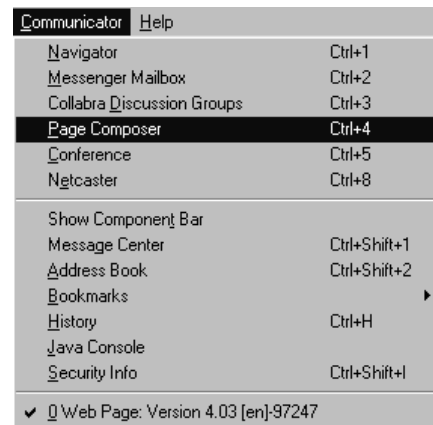 Communicator Help
Navigator Ctrl+1
Messenger Mailbox Ctrl+2
Collabra Discussion Groups Ctrl+3
Page Composer Ctrl+4
Conference Ctrl+5
Netcaster Ctrl+8
Show Component Bar
Message Center Ctrl+Shift+1
Address Book Ctrl+Shift+2
Bookmarks
History Ctrl+H
Java Console
Security Info Ctrl+Shift+I
0 Web Page: Version 4.03 [en]-97247